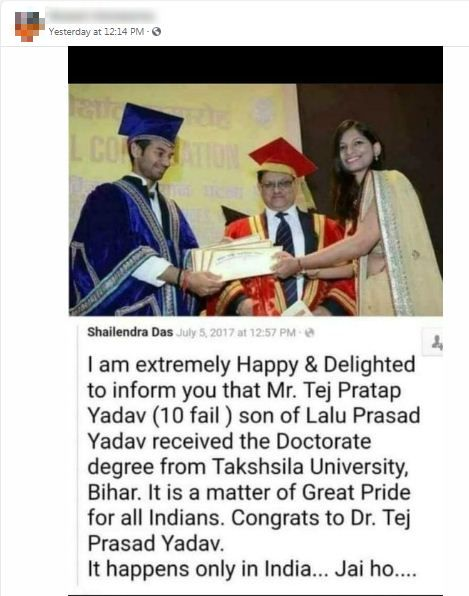 Yesterday at 12:14 PM ·
L CON ATION
Shailendra Das July 5, 2017 at 12:57 PM ·
I am extremely Happy & Delighted
to inform you that Mr. Tej Pratap
Yadav (10 fail ) son of Lalu Prasad
Yadav received the Doctorate
degree from Takshsila University,
Bihar. It is a matter of Great Pride
for all Indians. Congrats to Dr. Tej
Prasad Yadav.
It happens only in India... Jai ho....